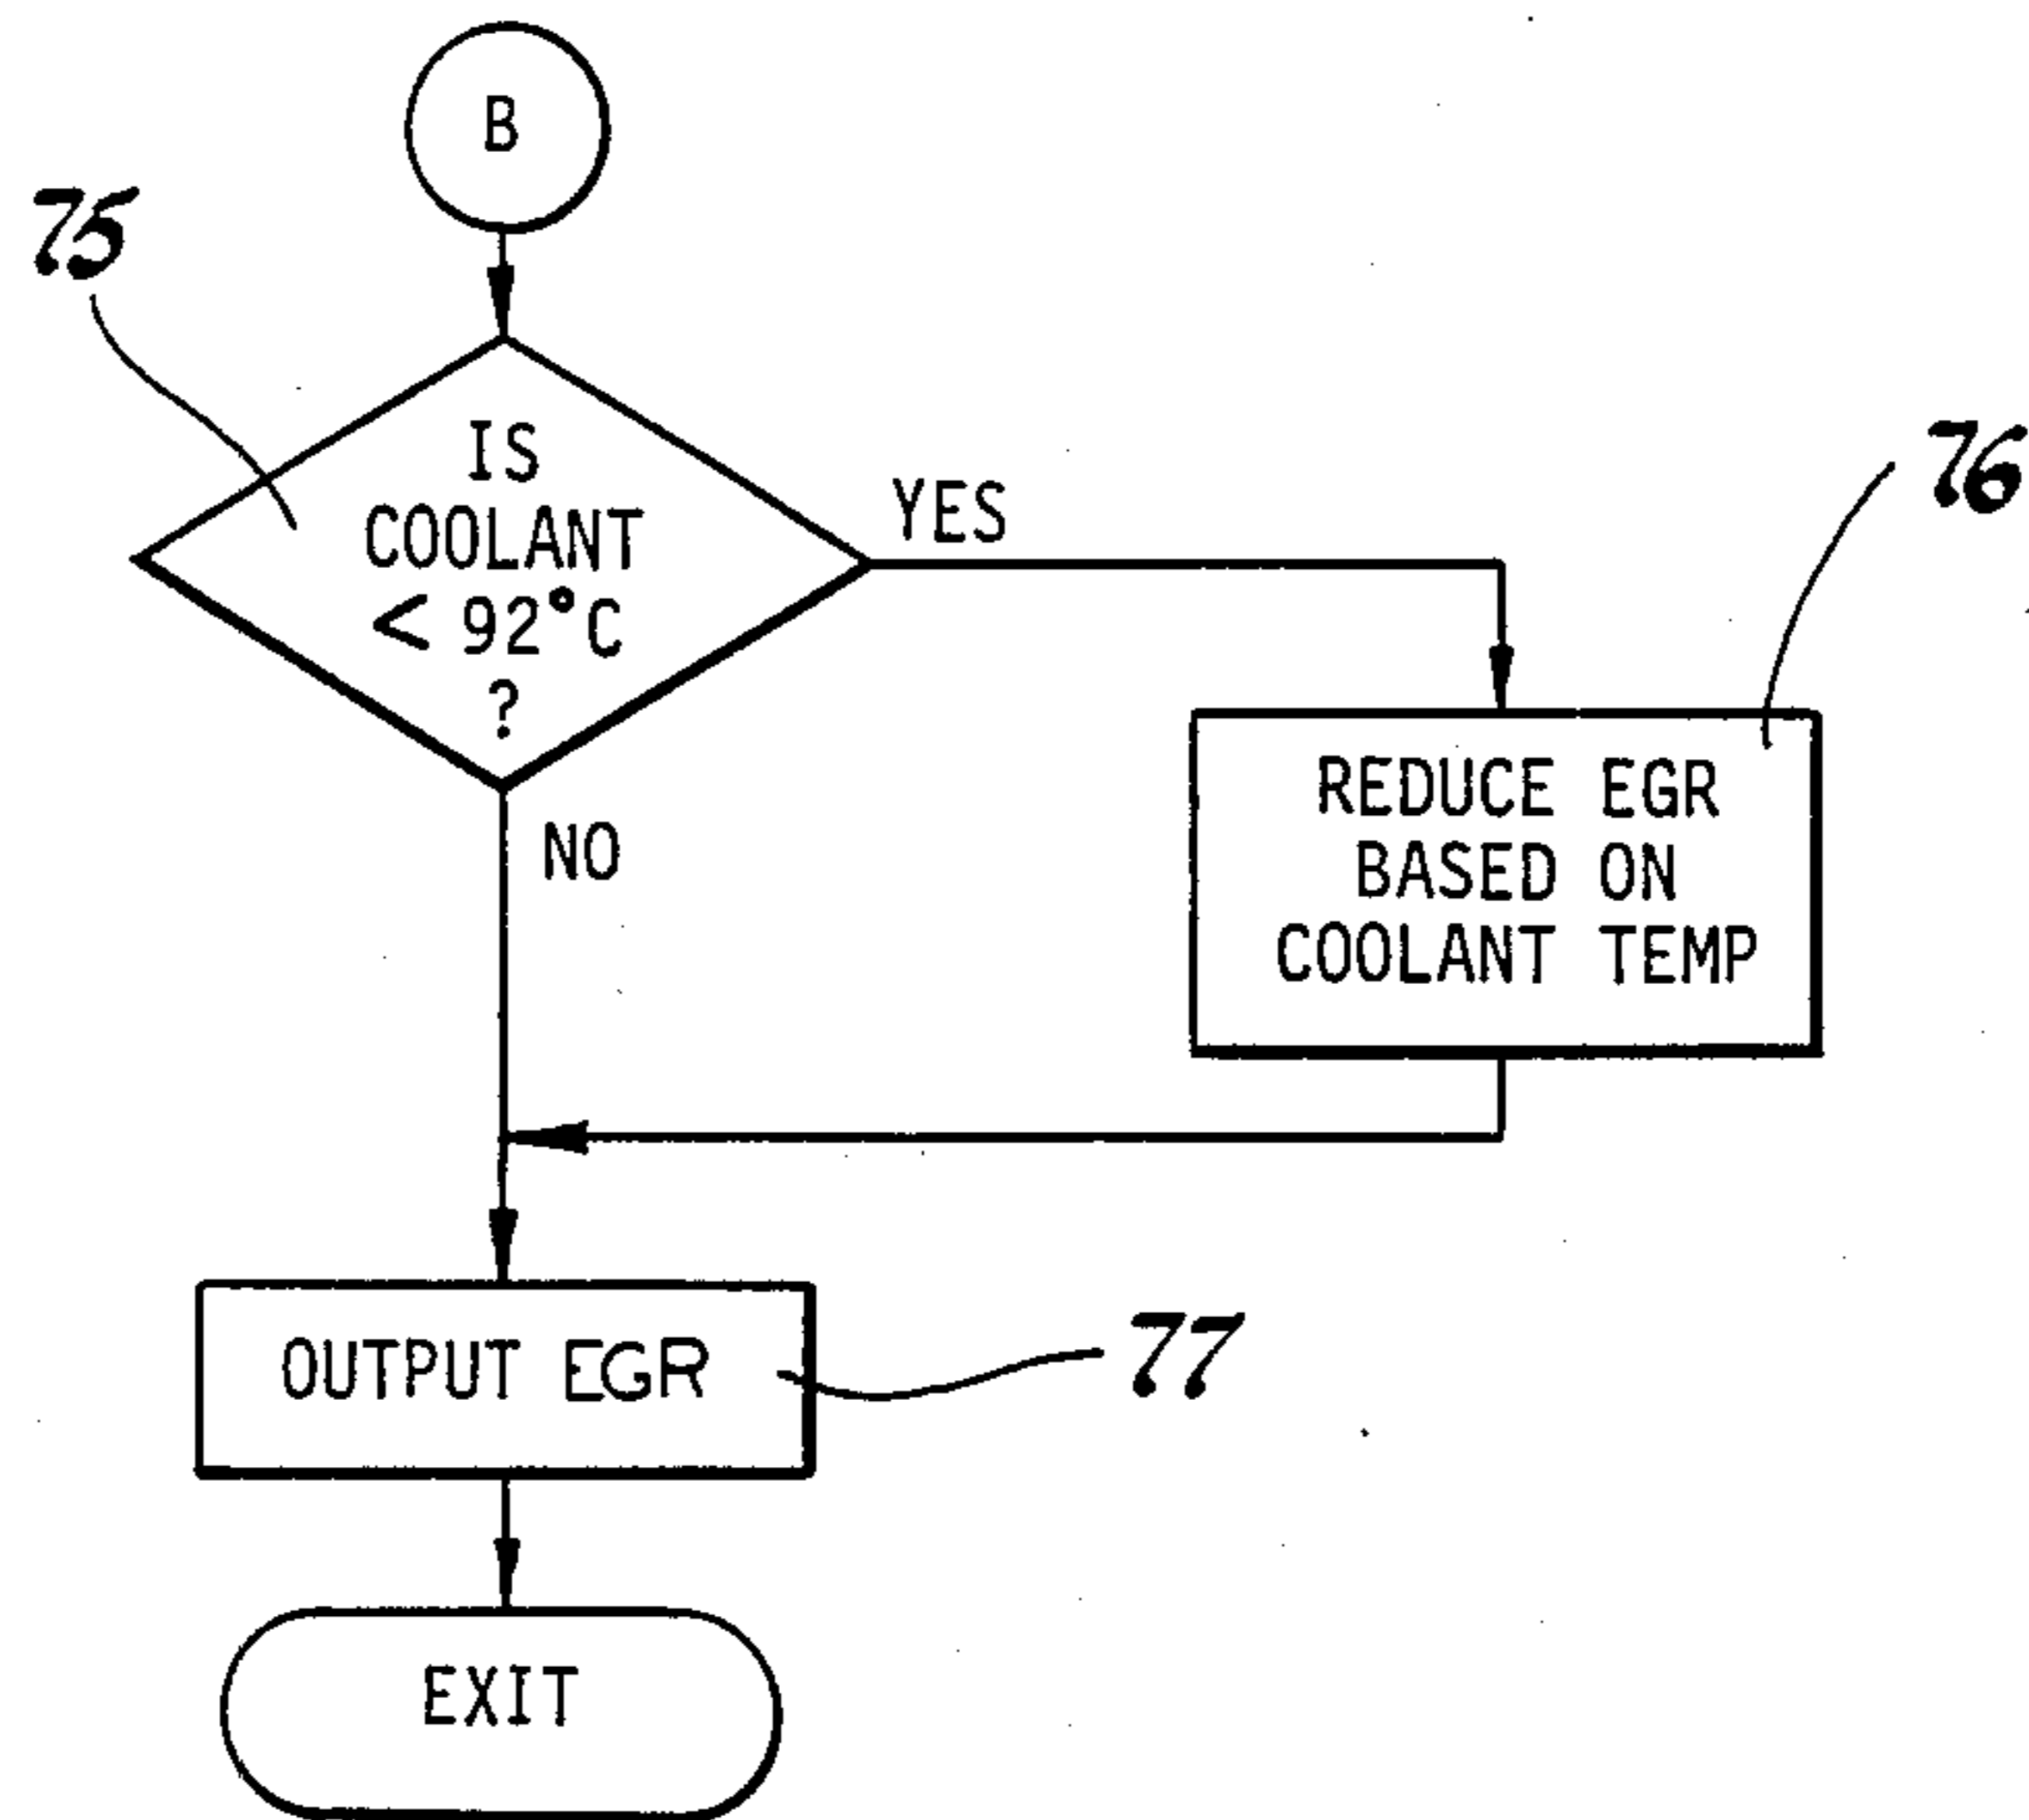 B
75
IS
COOLANT
< 92°C
?
YES
76
REDUCE EGR
BASED ON
COOLANT TEMP
NO
OUTPUT EGR
77
EXIT